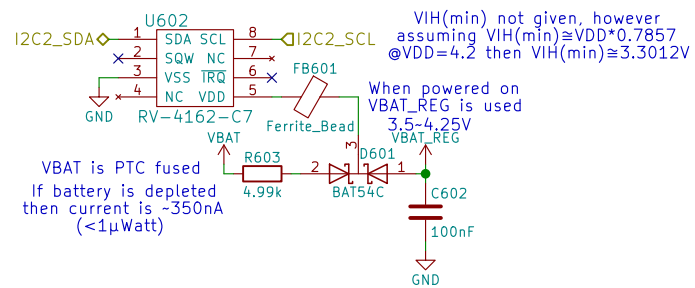 U602
VIH(min) not given, however
assuming VIH(min)≅VDD*0.7857
@VDD=4.2 then VIH(min)≅3.3012V
I2C2_SDA
1 SDA SCL 8
I2C2_SCL
2 SQW NC 7
3 VSS IRQ 6
4 NC VDD 5
RV-4162-C7
GND
FB601
Ferrite_Bead
When powered on
VBAT_REG is used
3.5~4.25V
VBAT
VBAT_REG
3
R603
4.99k
2
D601
1
BAT54C
VBAT is PTC fused
If battery is depleted
then current is ~350nA
(<1µWatt)
C602
100nF
GND